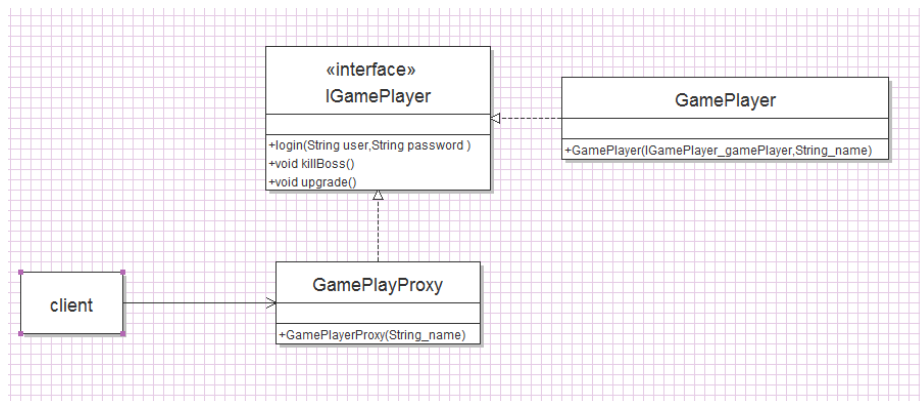 «interface»
IGamePlayer
+login(String user,String password )
+void killBoss()
+void upgrade()
GamePlayer
+GamePlayer(IGamePlayer_gamePlayer,String_name)
client
GamePlayProxy
+GamePlayerProxy(String_name)